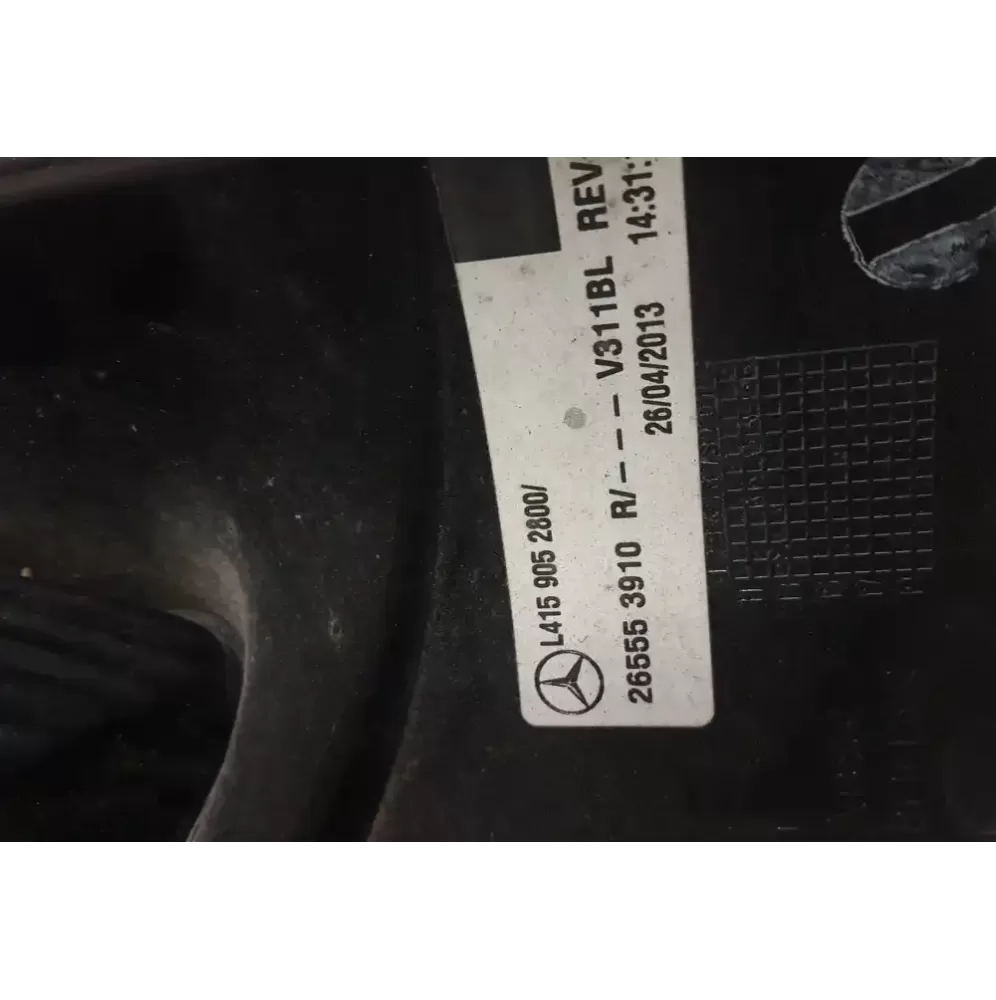 L415 905 2800/
26555 3910 R/--- V311BL REV
26/04/2013 14:31: